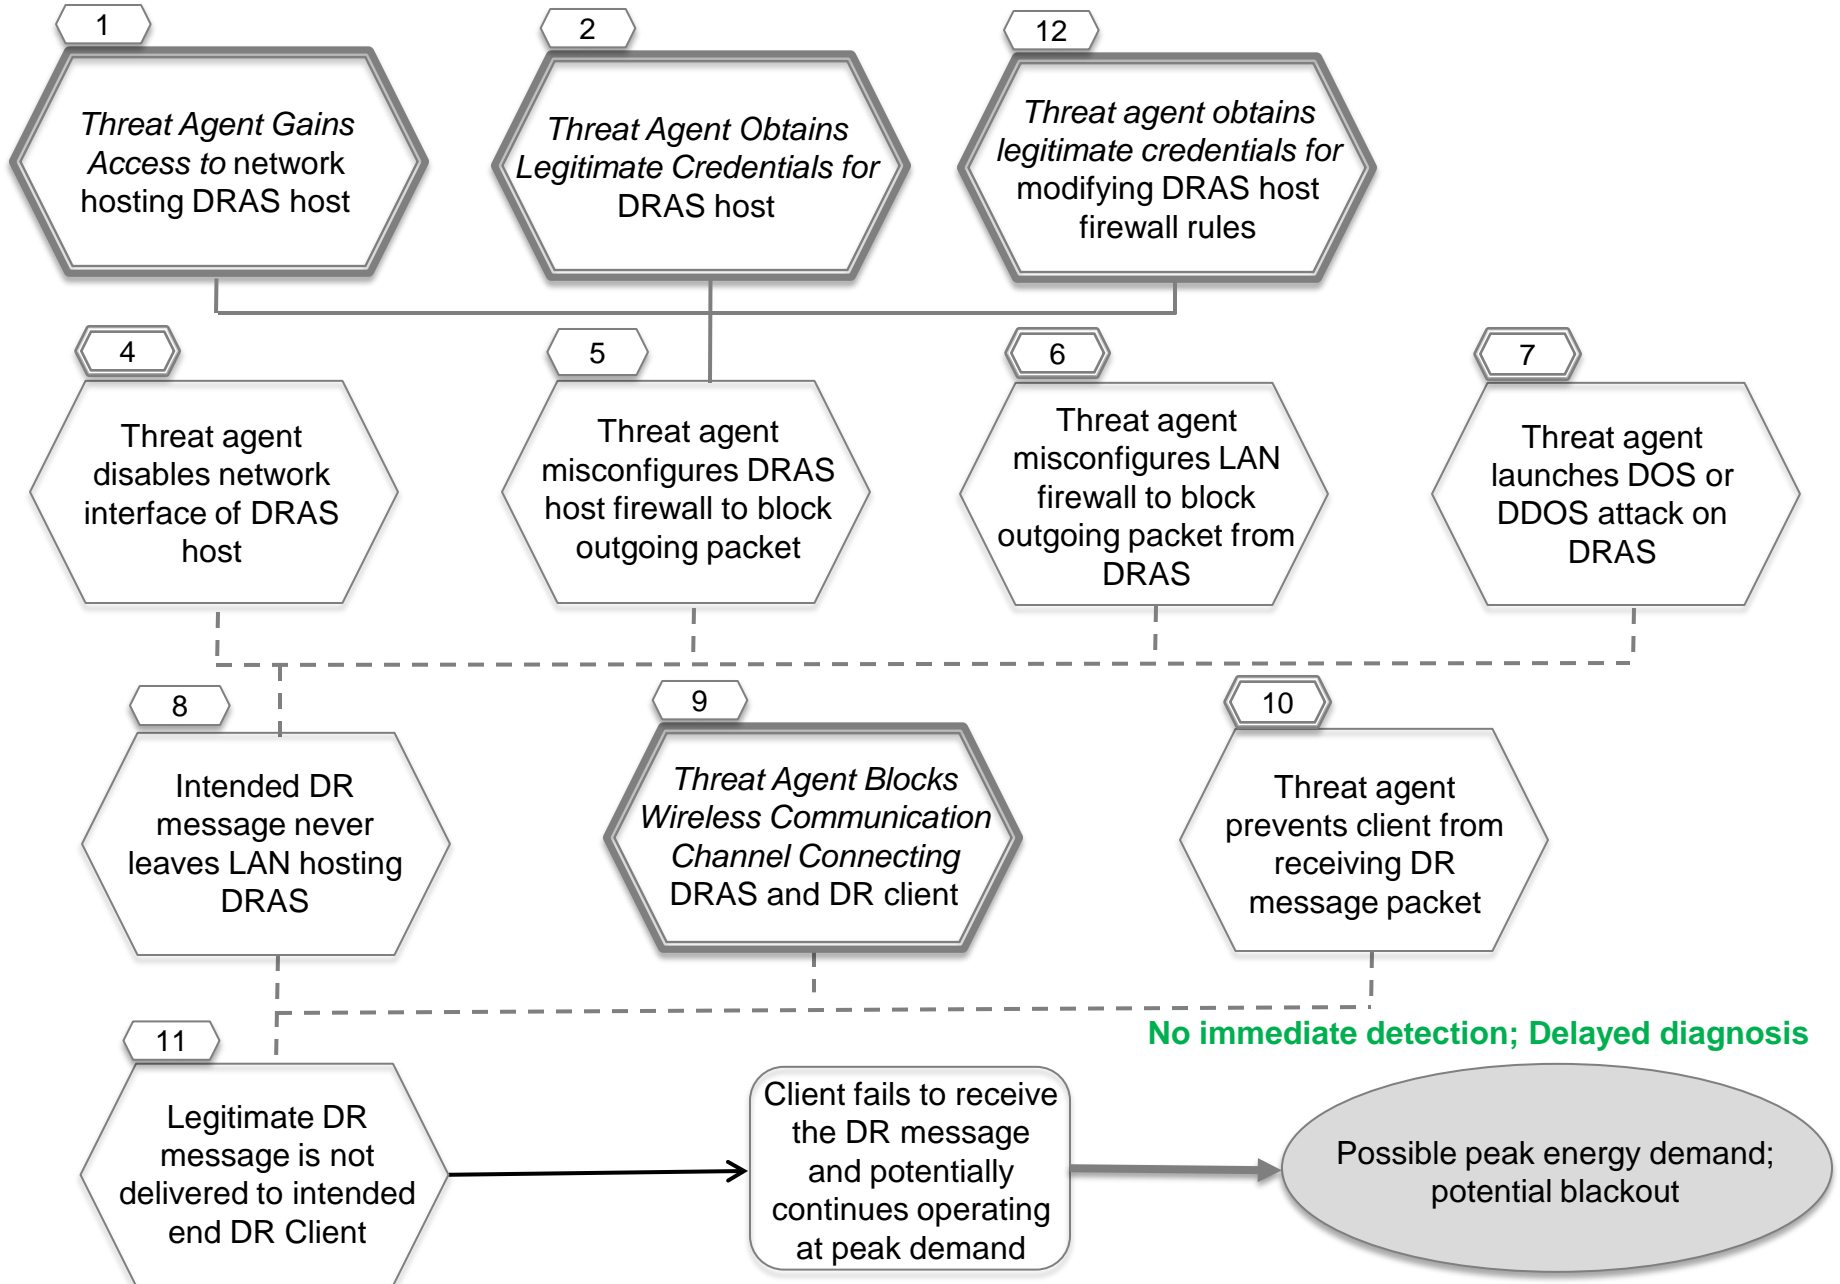 1
2
12
Threat Agent Gains
Access to network
hosting DRAS host
Threat Agent Obtains
Legitimate Credentials for
DRAS host
Threat agent obtains
legitimate credentials for
modifying DRAS host
firewall rules
4
5
6
7
Threat agent
disables network
interface of DRAS
host
Threat agent
misconfigures DRAS
host firewall to block
outgoing packet
Threat agent
misconfigures LAN
firewall to block
outgoing packet from
DRAS
Threat agent
launches DOS or
DDOS attack on
DRAS
8
9
10
Intended DR
message never
leaves LAN hosting
DRAS
Threat Agent Blocks
Wireless Communication
Channel Connecting
DRAS and DR client
Threat agent
prevents client from
receiving DR
message packet
No immediate detection; Delayed diagnosis
11
Legitimate DR
message is not
delivered to intended
end DR Client
Client fails to receive
the DR message
and potentially
continues operating
at peak demand
Possible peak energy demand;
potential blackout